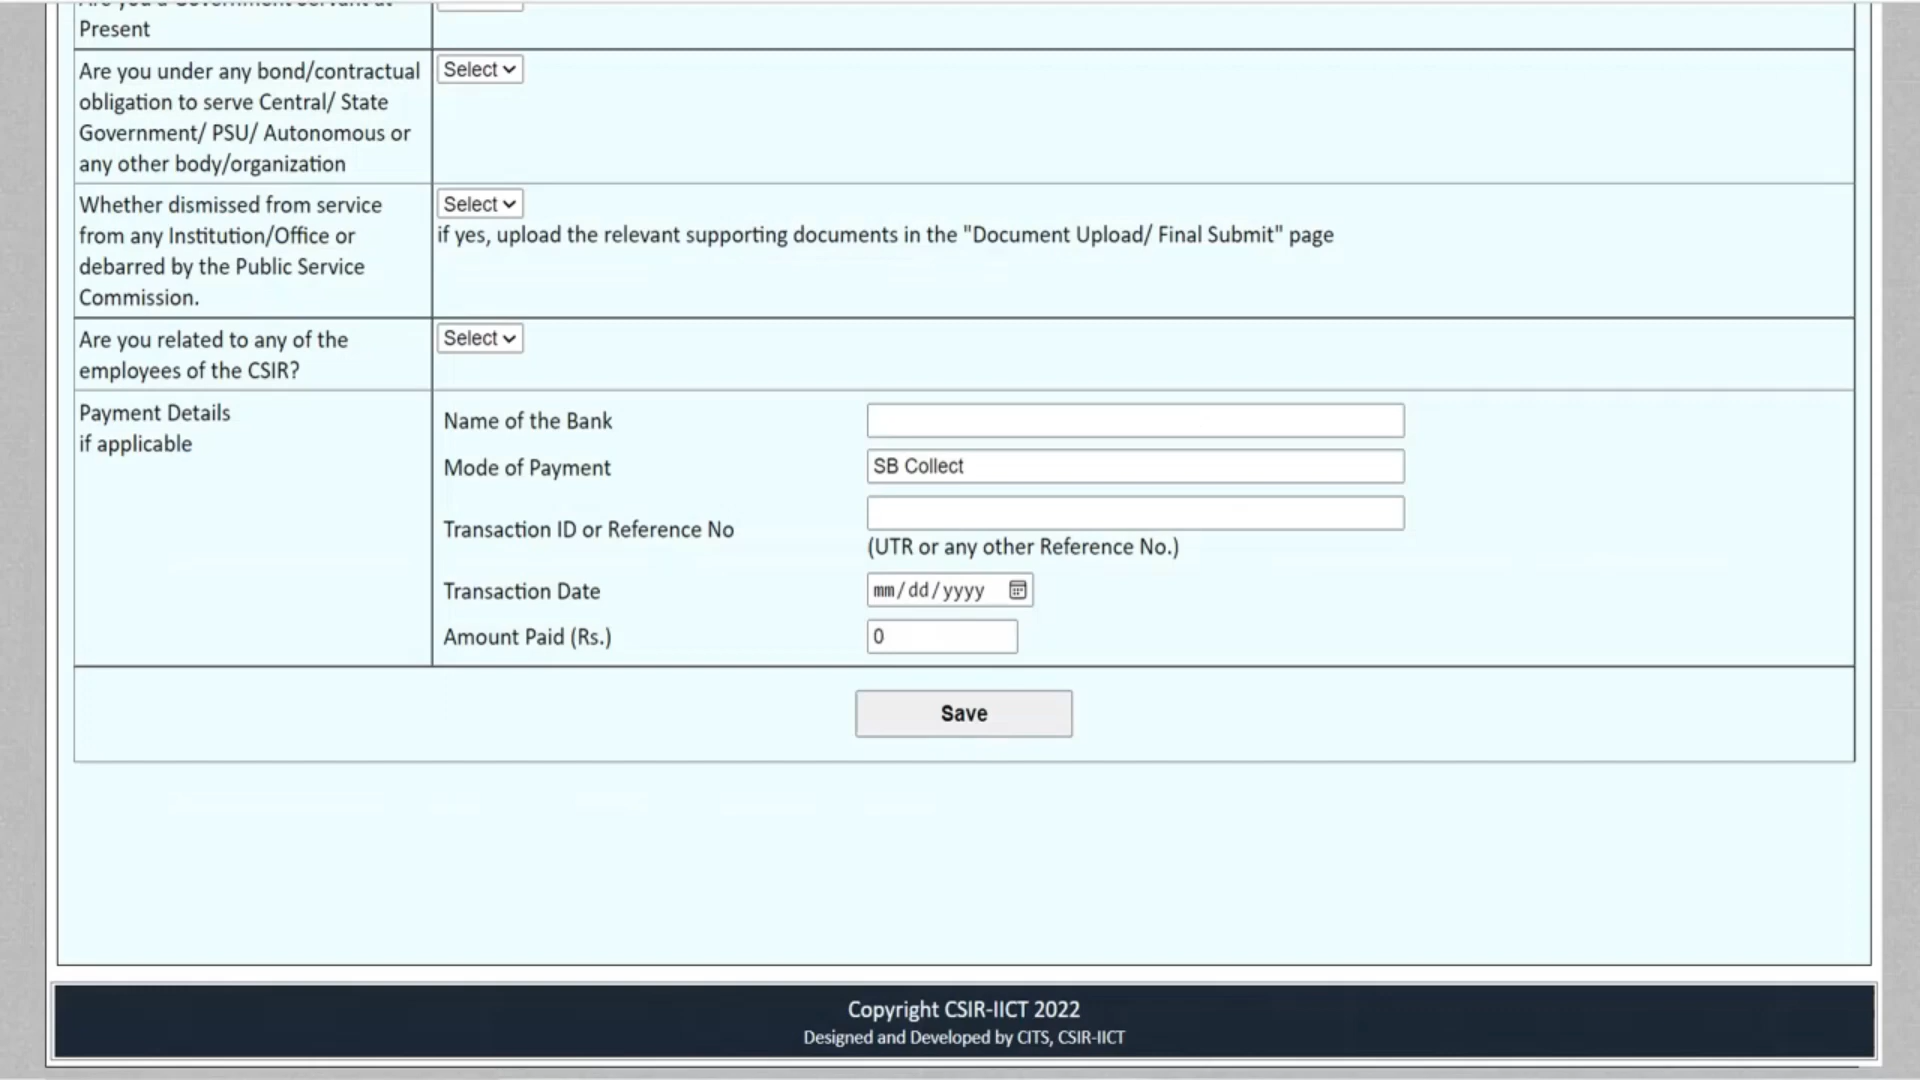 Are you a Government Servant at
Present
Are you under any bond/contractual
obligation to serve Central/ State
Government/ PSU/ Autonomous or
any other body/organization
Select
Whether dismissed from service
from any Institution/Office or
debarred by the Public Service
Commission.
Select
if yes, upload the relevant supporting documents in the "Document Upload/ Final Submit" page
Are you related to any of the
employees of the CSIR?
Select
Payment Details
if applicable
Name of the Bank
Mode of Payment
SB Collect
Transaction ID or Reference No
(UTR or any other Reference No.)
Transaction Date
mm/dd/yyyy
Amount Paid (Rs.)
0
Save
Copyright CSIR-IICT 2022
Designed and Developed by CITS, CSIR-IICT